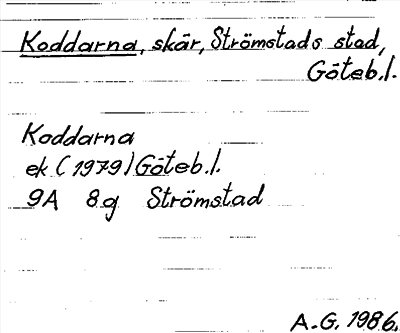 Koddarna, skär, Strömstads stad,
Göteb.l.
Koddarna
ek (1979) Göteb.l.
9A 8g Strömstad
A.G. 1986.